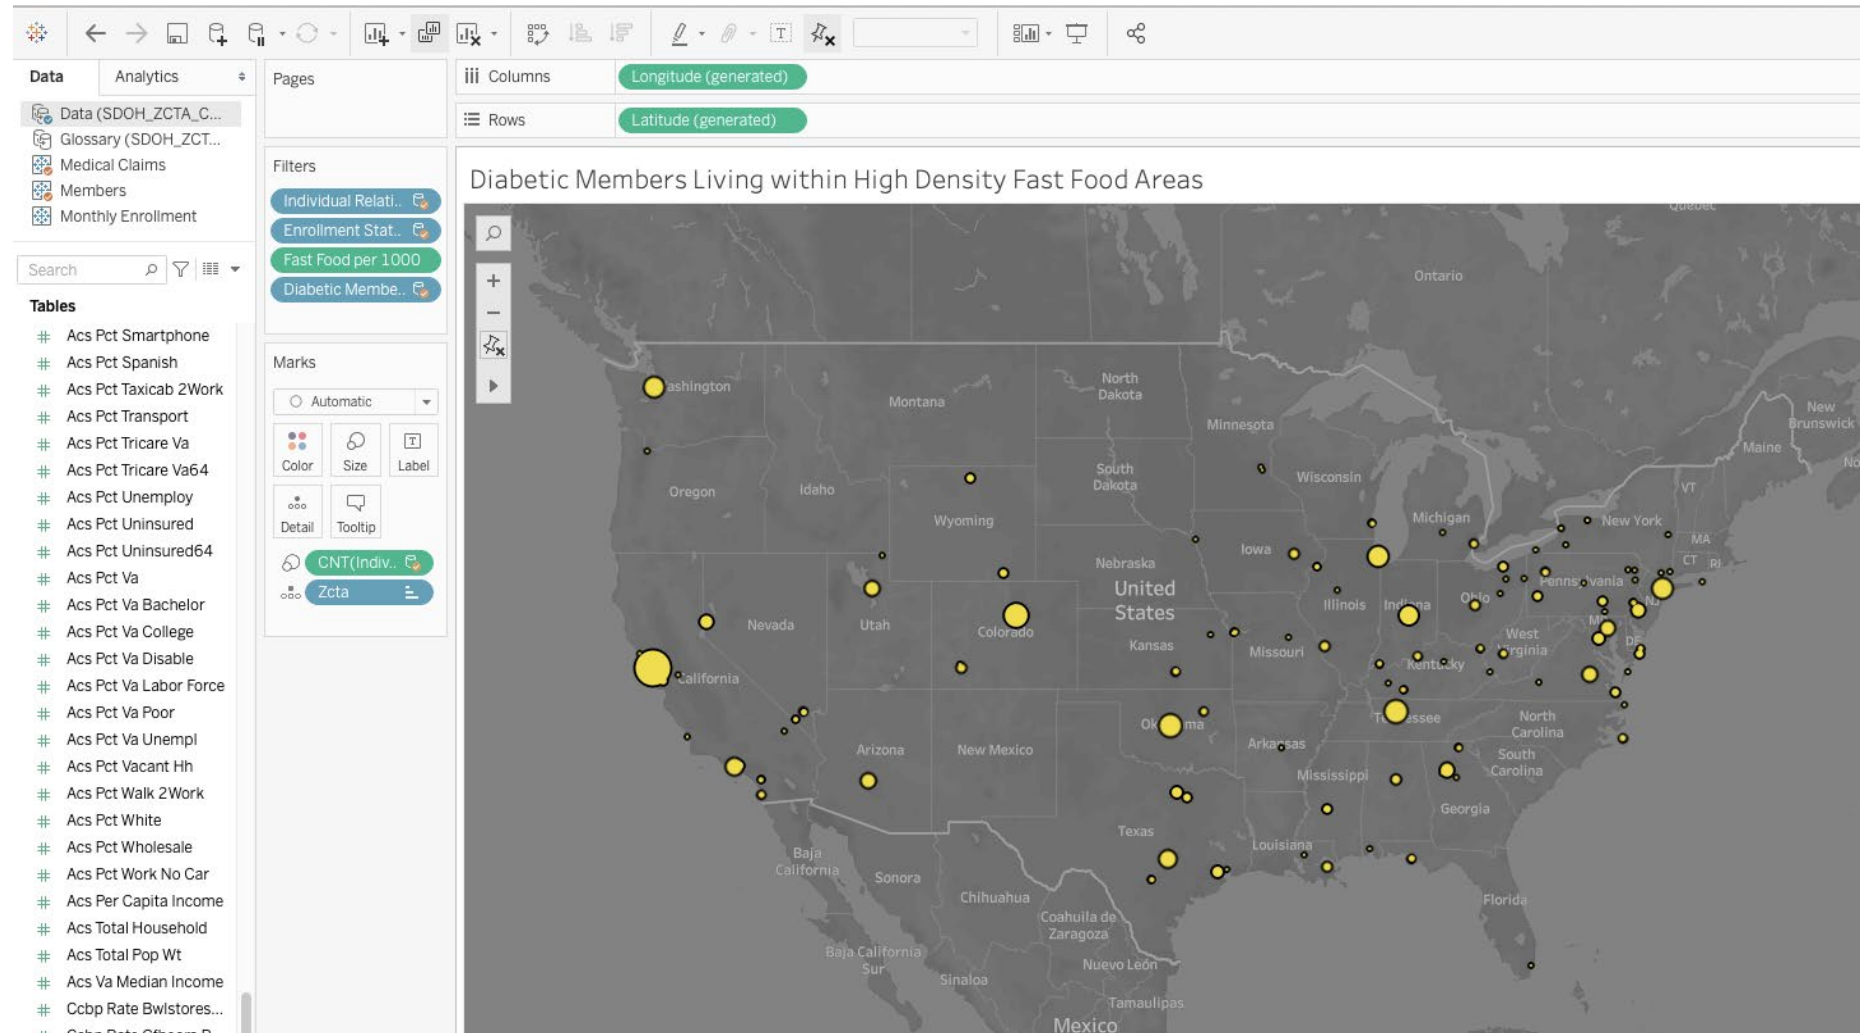 Data
Analytics
Data (SDOH_ZCTA_C...
Glossary (SDOH_ZCT...
Medical Claims
Members
Monthly Enrollment
Search
Tables
Acs Pct Smartphone
Acs Pct Spanish
Acs Pct Taxicab 2Work
Acs Pct Transport
Acs Pct Tricare Va
Acs Pct Tricare Va64
Acs Pct Unemploy
Acs Pct Uninsured
Acs Pct Uninsured64
Acs Pct Va
Acs Pct Va Bachelor
Acs Pct Va College
Acs Pct Va Disable
Acs Pct Va Labor Force
Acs Pct Va Poor
Acs Pct Va Unempl
Acs Pct Vacant Hh
Acs Pct Walk 2Work
Acs Pct White
Acs Pct Wholesale
Acs Pct Work No Car
Acs Per Capita Income
Acs Total Household
Acs Total Pop Wt
Acs Va Median Income
Ccbp Rate Bwlstores...
Pages
Filters
Individual Relati..
Enrollment Stat..
Fast Food per 1000
Diabetic Membe..
Marks
Automatic
Color
Size
Label
Detail
Tooltip
CNT(Indiv..
Zcta
Columns
Longitude (generated)
Rows
Latitude (generated)
Diabetic Members Living within High Density Fast Food Areas
Quebec
Ontario
ashington
Montana
North
Dakota
Minnesota
New
Brunswick
Maine
South
Dakota
Wisconsin
Oregon
Idaho
VT
Wyoming
Michigan
New York
MA
Iowa
CT
RI
Nebraska
United
States
Pennsylvania
Illinois
Indiana
Ohio
NJ
Nevada
Utah
Colorado
Kansas
Missouri
West
Virginia
DE
Kentucky
California
Ok
ma
essee
North
Carolina
Arizona
New Mexico
Arkansas
South
Carolina
Mississippi
Georgia
Texas
Louisiana
Baja
California
Sonora
Chihuahua
Florida
Coahuila de
Zaragoza
Baja California
Sur
Nuevo León
Sinaloa
Tamaulipas
Mexico